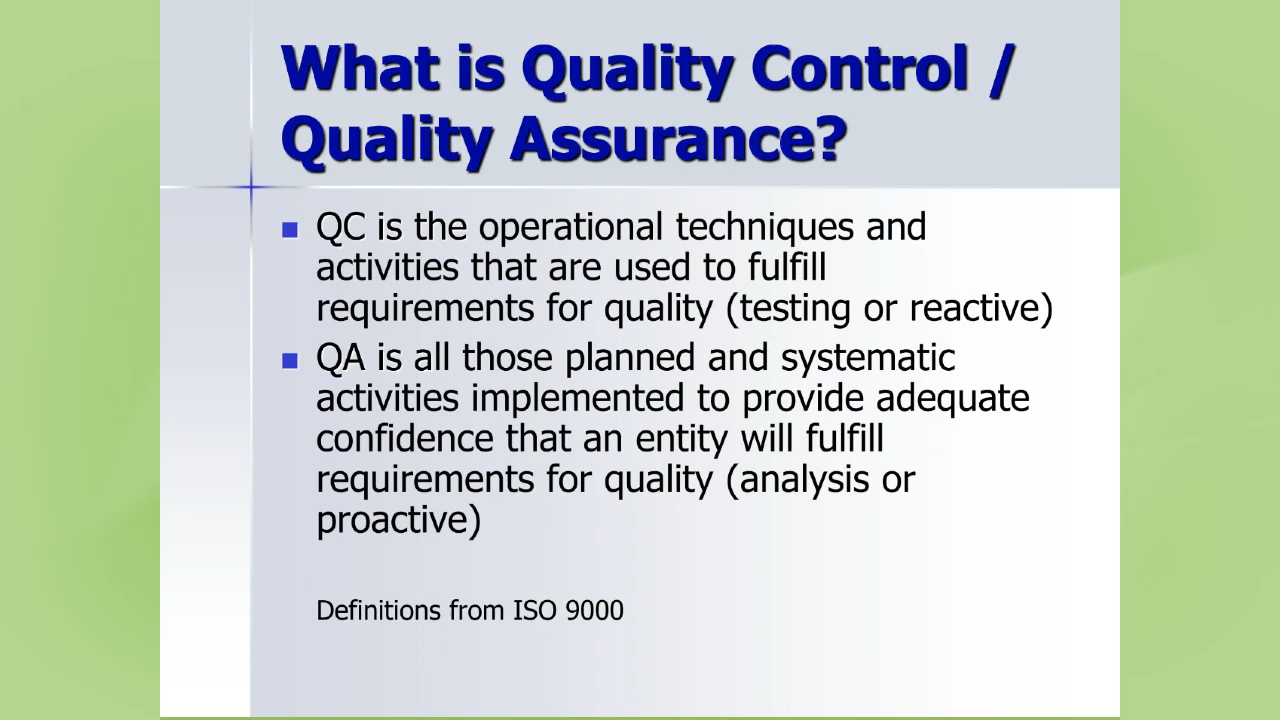 What is Quality Control /
Quality Assurance?
QC is the operational techniques and
activities that are used to fulfill
requirements for quality (testing or reactive)
QA is all those planned and systematic
activities implemented to provide adequate
confidence that an entity will fulfill
requirements for quality (analysis or
proactive)
Definitions from ISO 9000